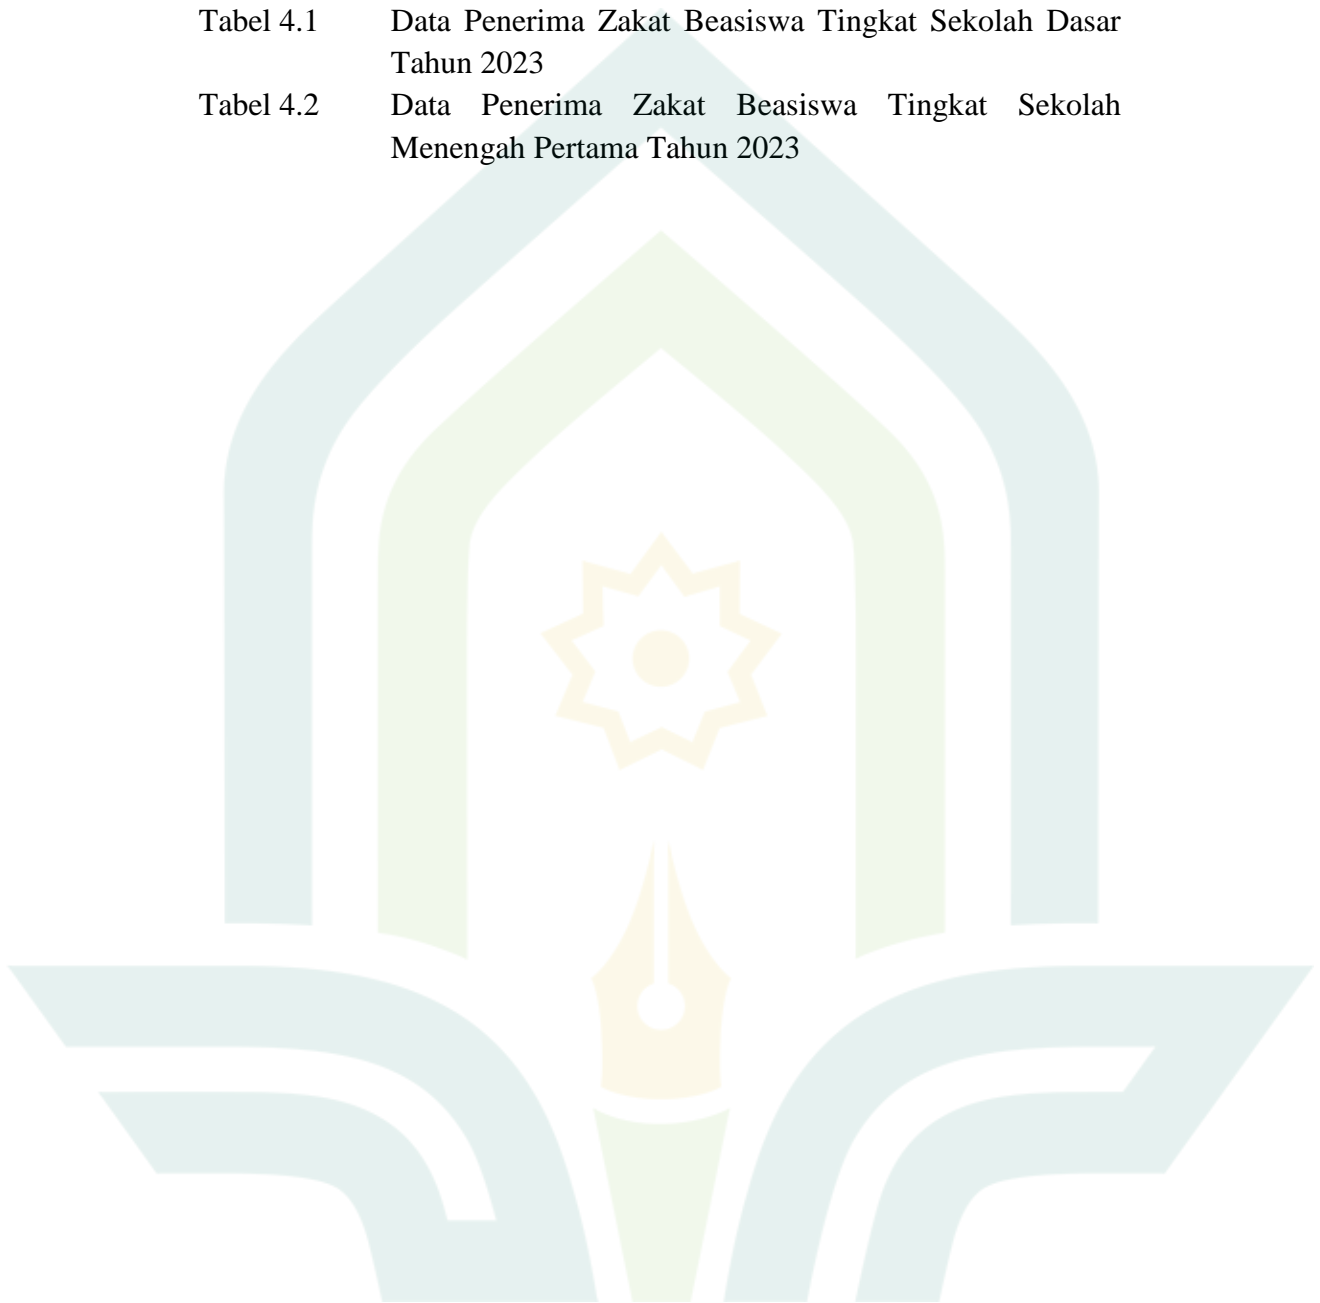 Tabel 4.1 Data Penerima Zakat Beasiswa Tingkat Sekolah Dasar
Tahun 2023
Tabel 4.2 Data Penerima Zakat Beasiswa Tingkat Sekolah
Menengah Pertama Tahun 2023